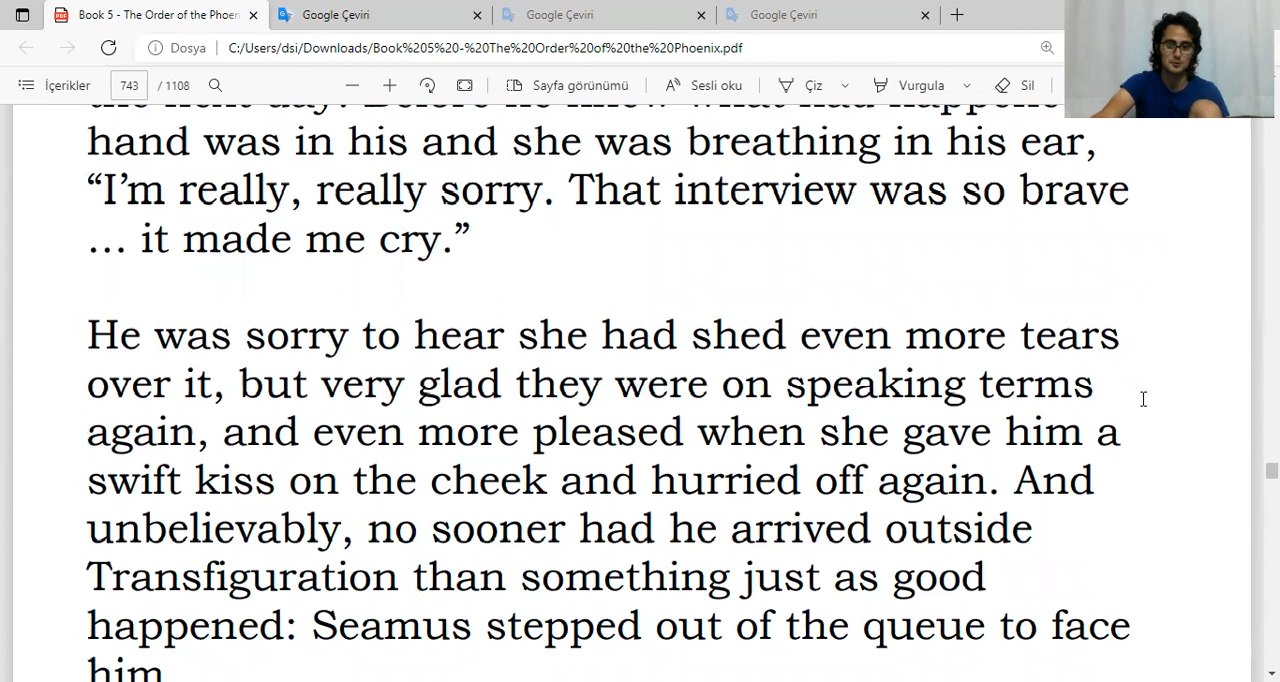 Book 5 - The Order of the Phoen
Google Çeviri
Google Çeviri
Google Çeviri
Dosya
C:/Users/dsi/Downloads/Book%205%20-%20The%20Order%20of%20the%20Phoenix.pdf
İçerikler
743
/ 1108
Sayfa görünümü
Sesli oku
Çiz
Vurgula
Sil
hand was in his and she was breathing in his ear,
“I’m really, really sorry. That interview was so brave
… it made me cry.”
He was sorry to hear she had shed even more tears
over it, but very glad they were on speaking terms
again, and even more pleased when she gave him a
swift kiss on the cheek and hurried off again. And
unbelievably, no sooner had he arrived outside
Transfiguration than something just as good
happened: Seamus stepped out of the queue to face
him